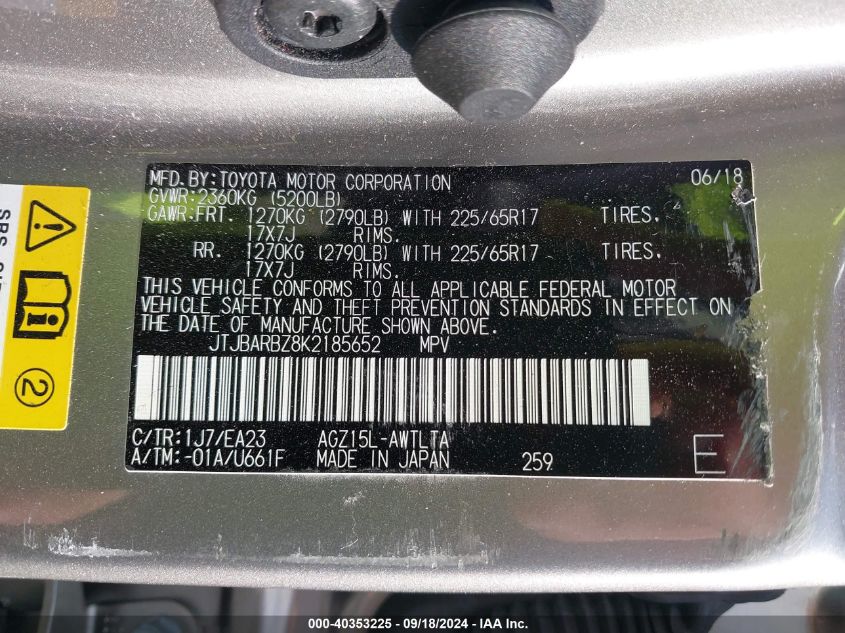 MFD.BY:TOYOTA MOTOR CORPORATION 06/18
GVWR:2360KG (5200LB)
GAWR:FRT. 1270KG (2790LB) WITH 225/65R17 TIRES.
17X7J RIMS.
RR. 1270KG (2790LB) WITH 225/65R17 TIRES.
17X7J RIMS.
THIS VEHICLE CONFORMS TO ALL APPLICABLE FEDERAL MOTOR
VEHICLE SAFETY AND THEFT PREVENTION STANDARDS IN EFFECT ON
THE DATE OF MANUFACTURE SHOWN ABOVE.
JTJBARBZ8K2185652 MPV
C/TR:1J7/EA23 AGZ15L-AWTLTA
A/TM:-01A/U661F MADE IN JAPAN 259 E
SRS
2
000-40353225 - 09/18/2024 - IAA Inc.